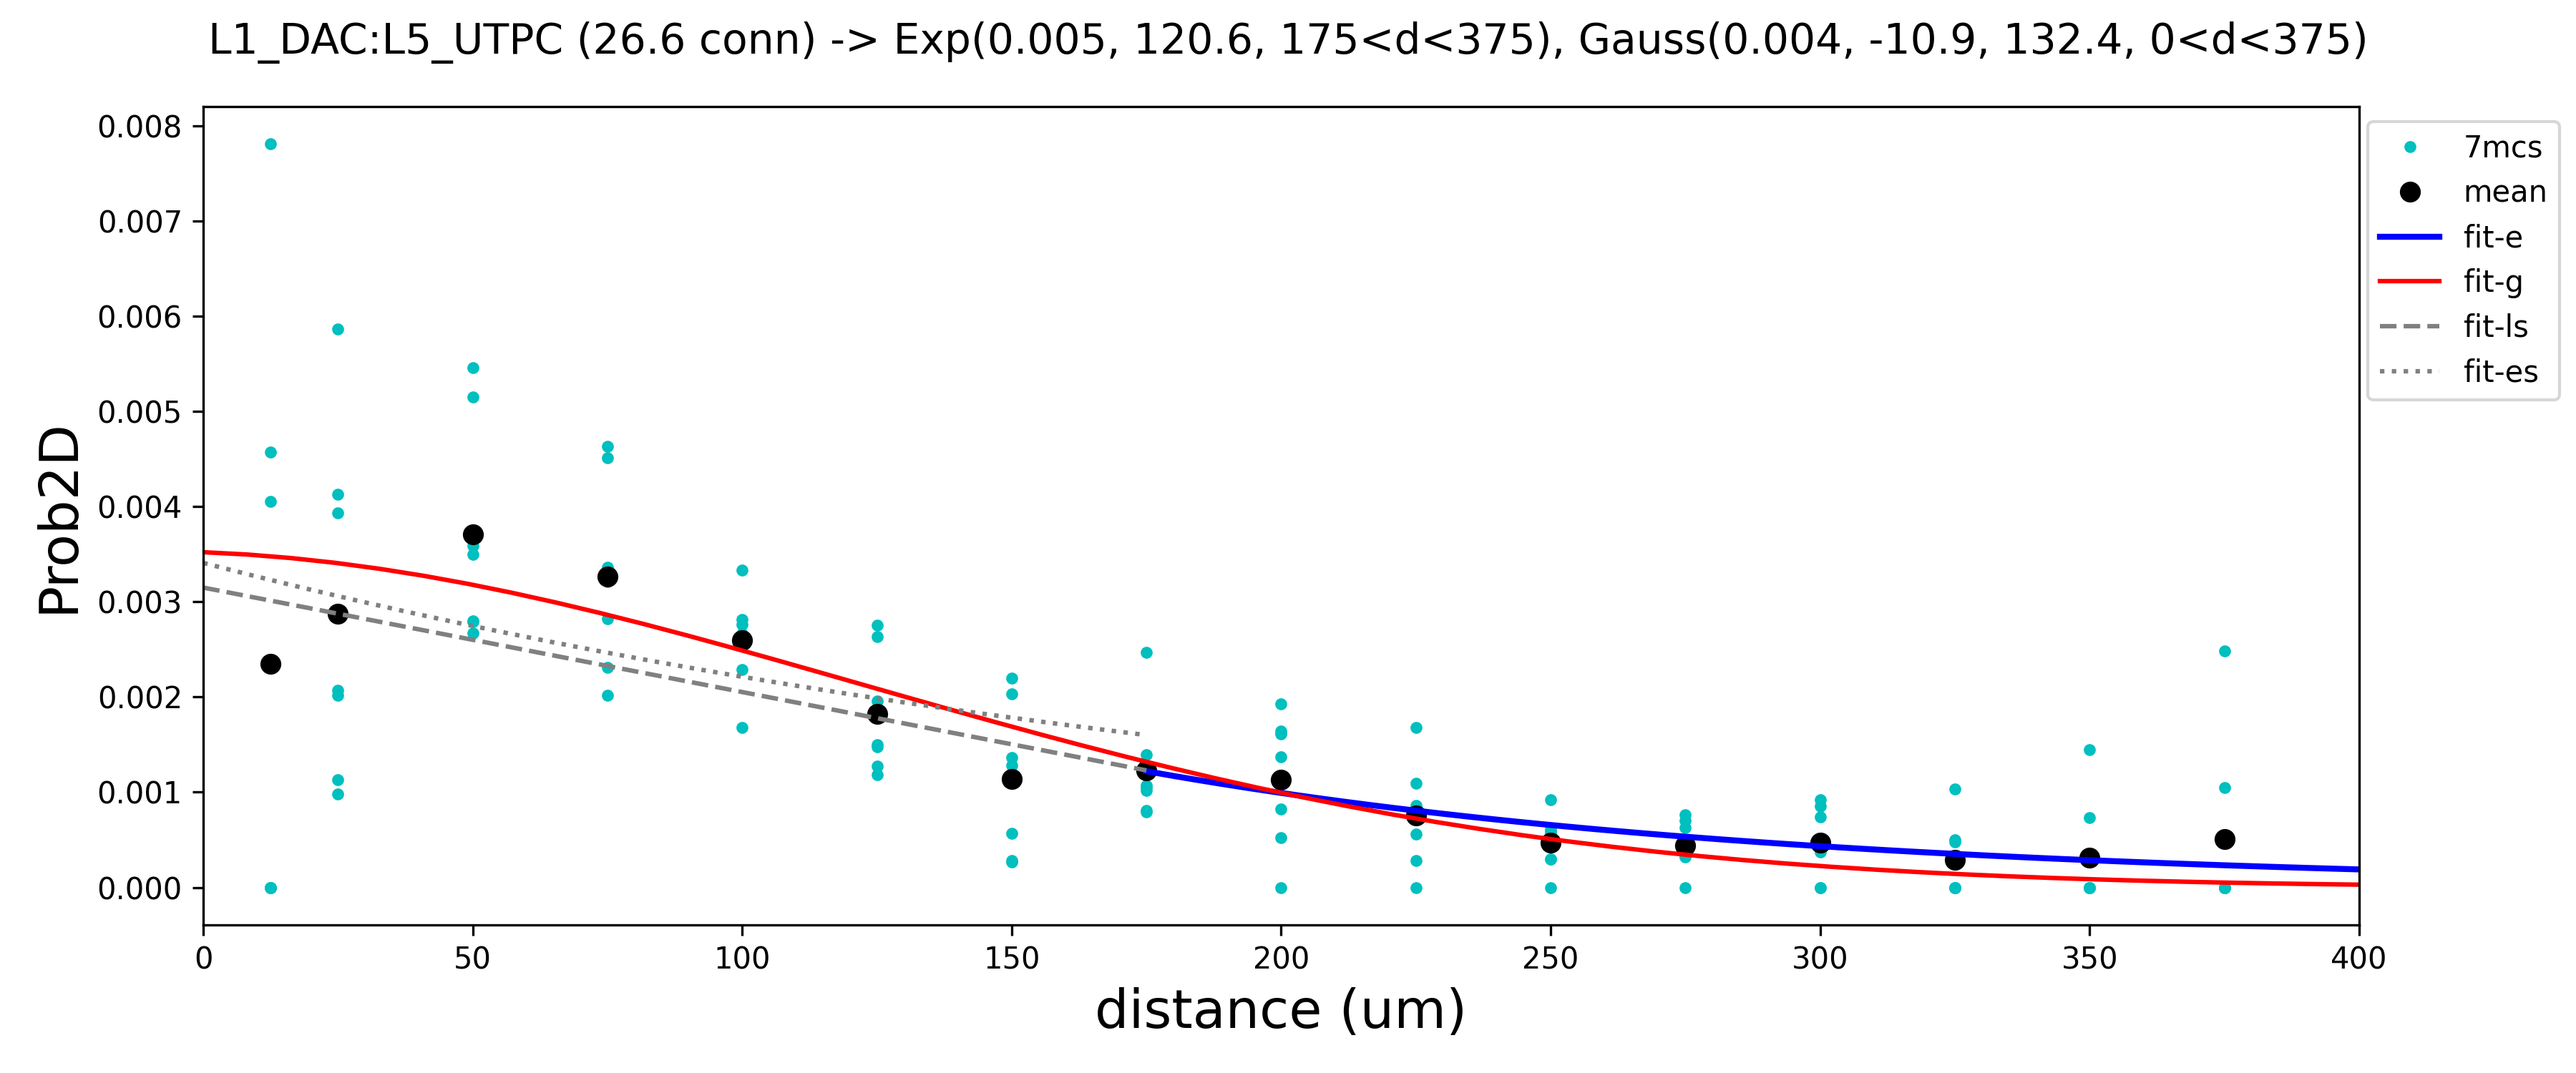 L1_DAC:L5_UTPC (26.6 conn) -> Exp(0.005, 120.6, 175<d<375), Gauss(0.004, -10.9, 132.4, 0<d<375)
Prob2D
0.008
0.007
0.006
0.005
0.004
0.003
0.002
0.001
0.000
0 50 100 150 200 250 300 350 400
distance (um)
7mcs
mean
fit-e
fit-g
fit-ls
fit-es